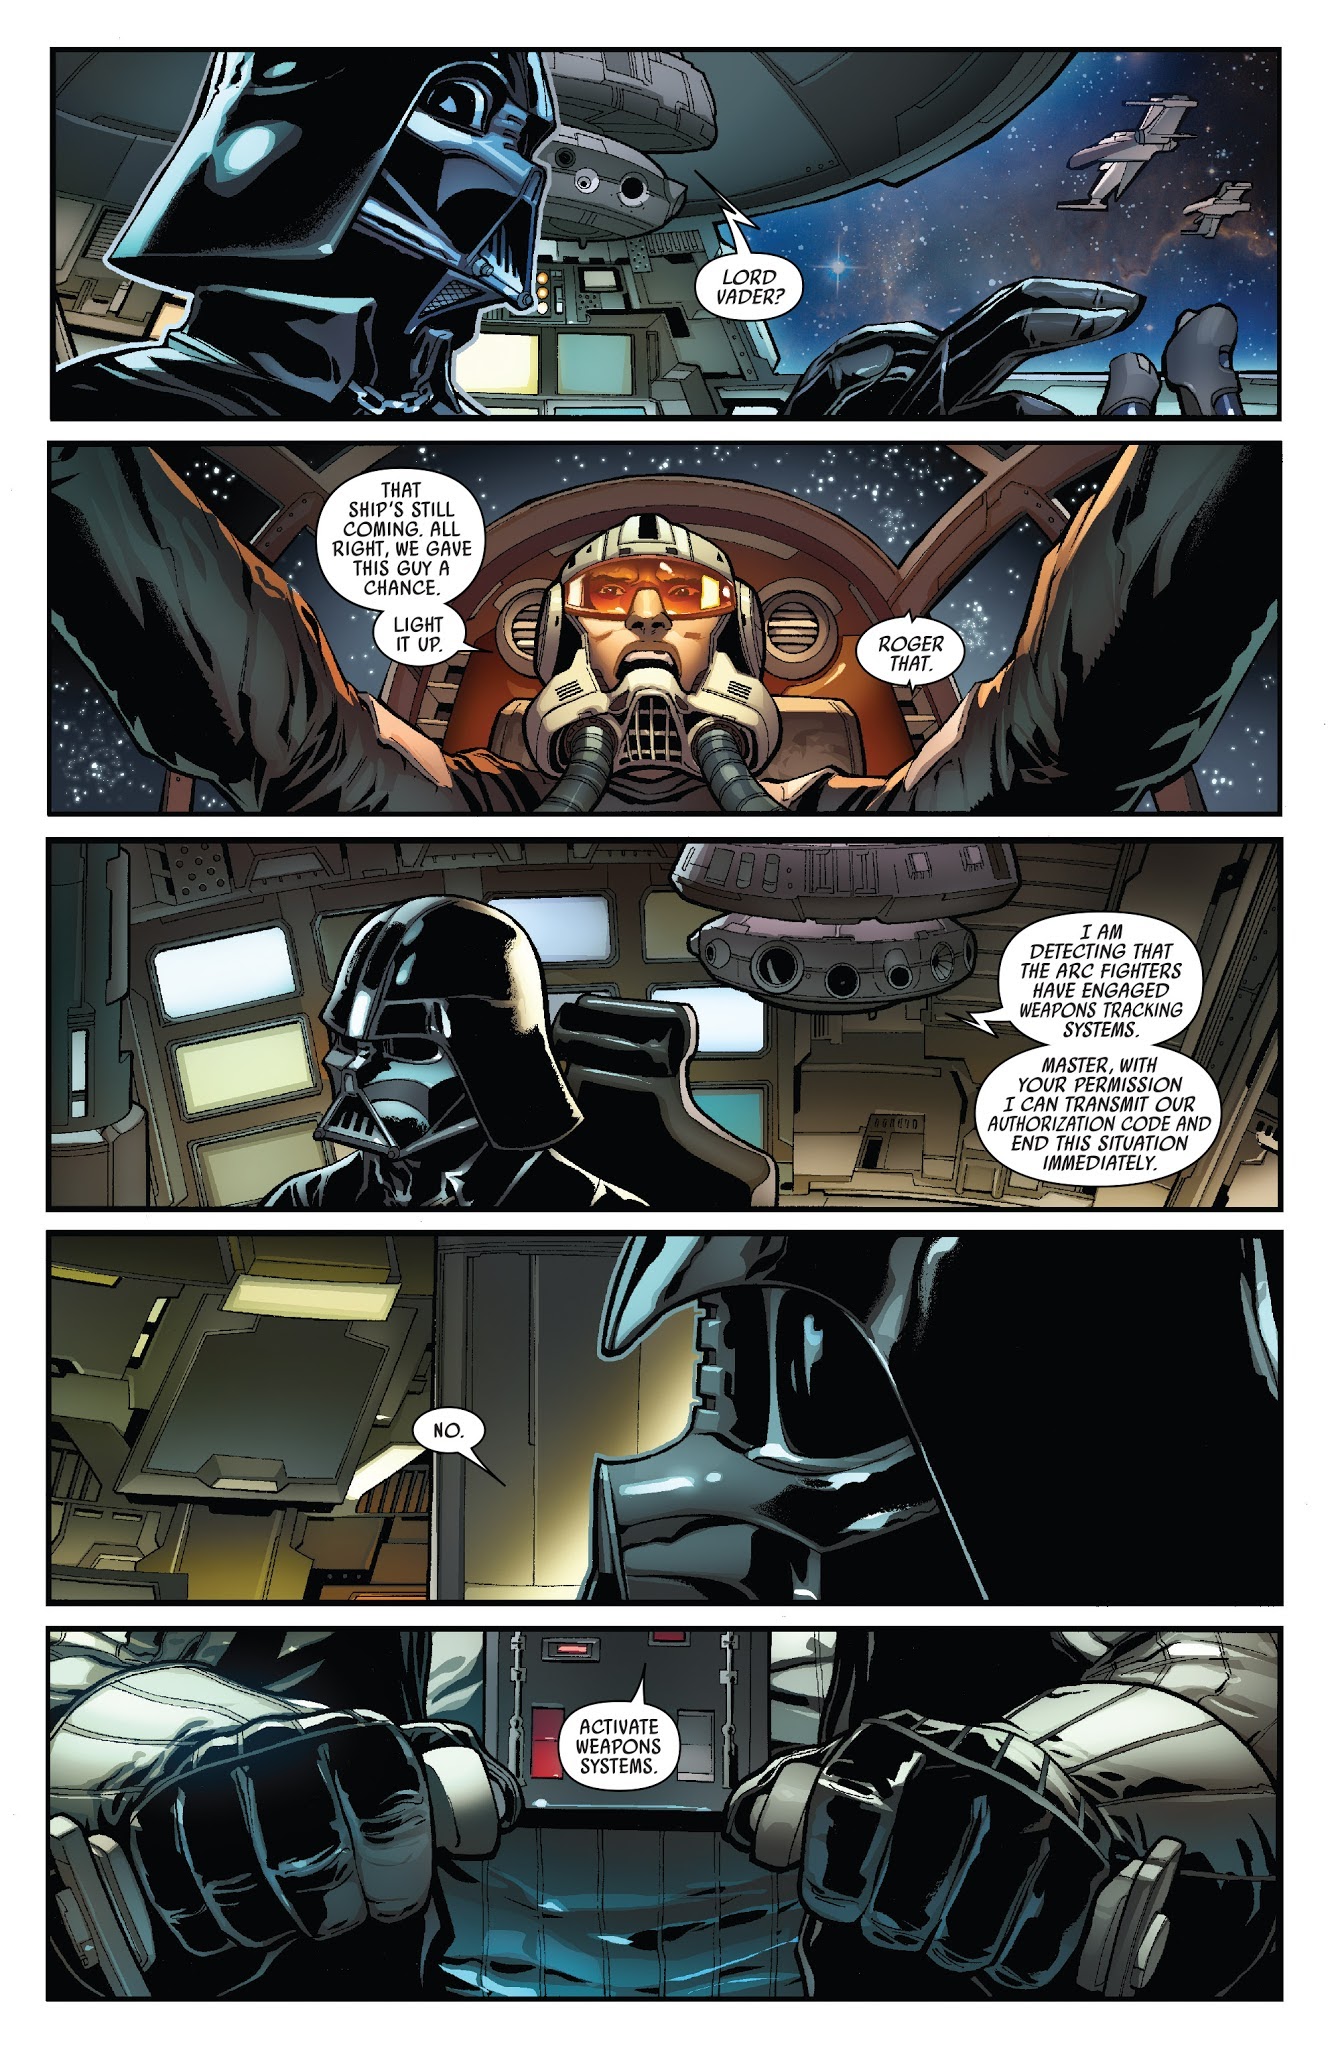 LORD
VADER?
THAT
SHIP'S STILL
COMING. ALL
RIGHT, WE GAVE
THIS GUY A
CHANCE.
LIGHT
IT UP.
ROGER
THAT.
I AM
DETECTING THAT
THE ARC FIGHTERS
HAVE ENGAGED
WEAPONS TRACKING
SYSTEMS.
MASTER, WITH
YOUR PERMISSION
I CAN TRANSMIT OUR
AUTHORIZATION CODE AND
END THIS SITUATION
IMMEDIATELY.
NO.
ACTIVATE
WEAPONS
SYSTEMS.